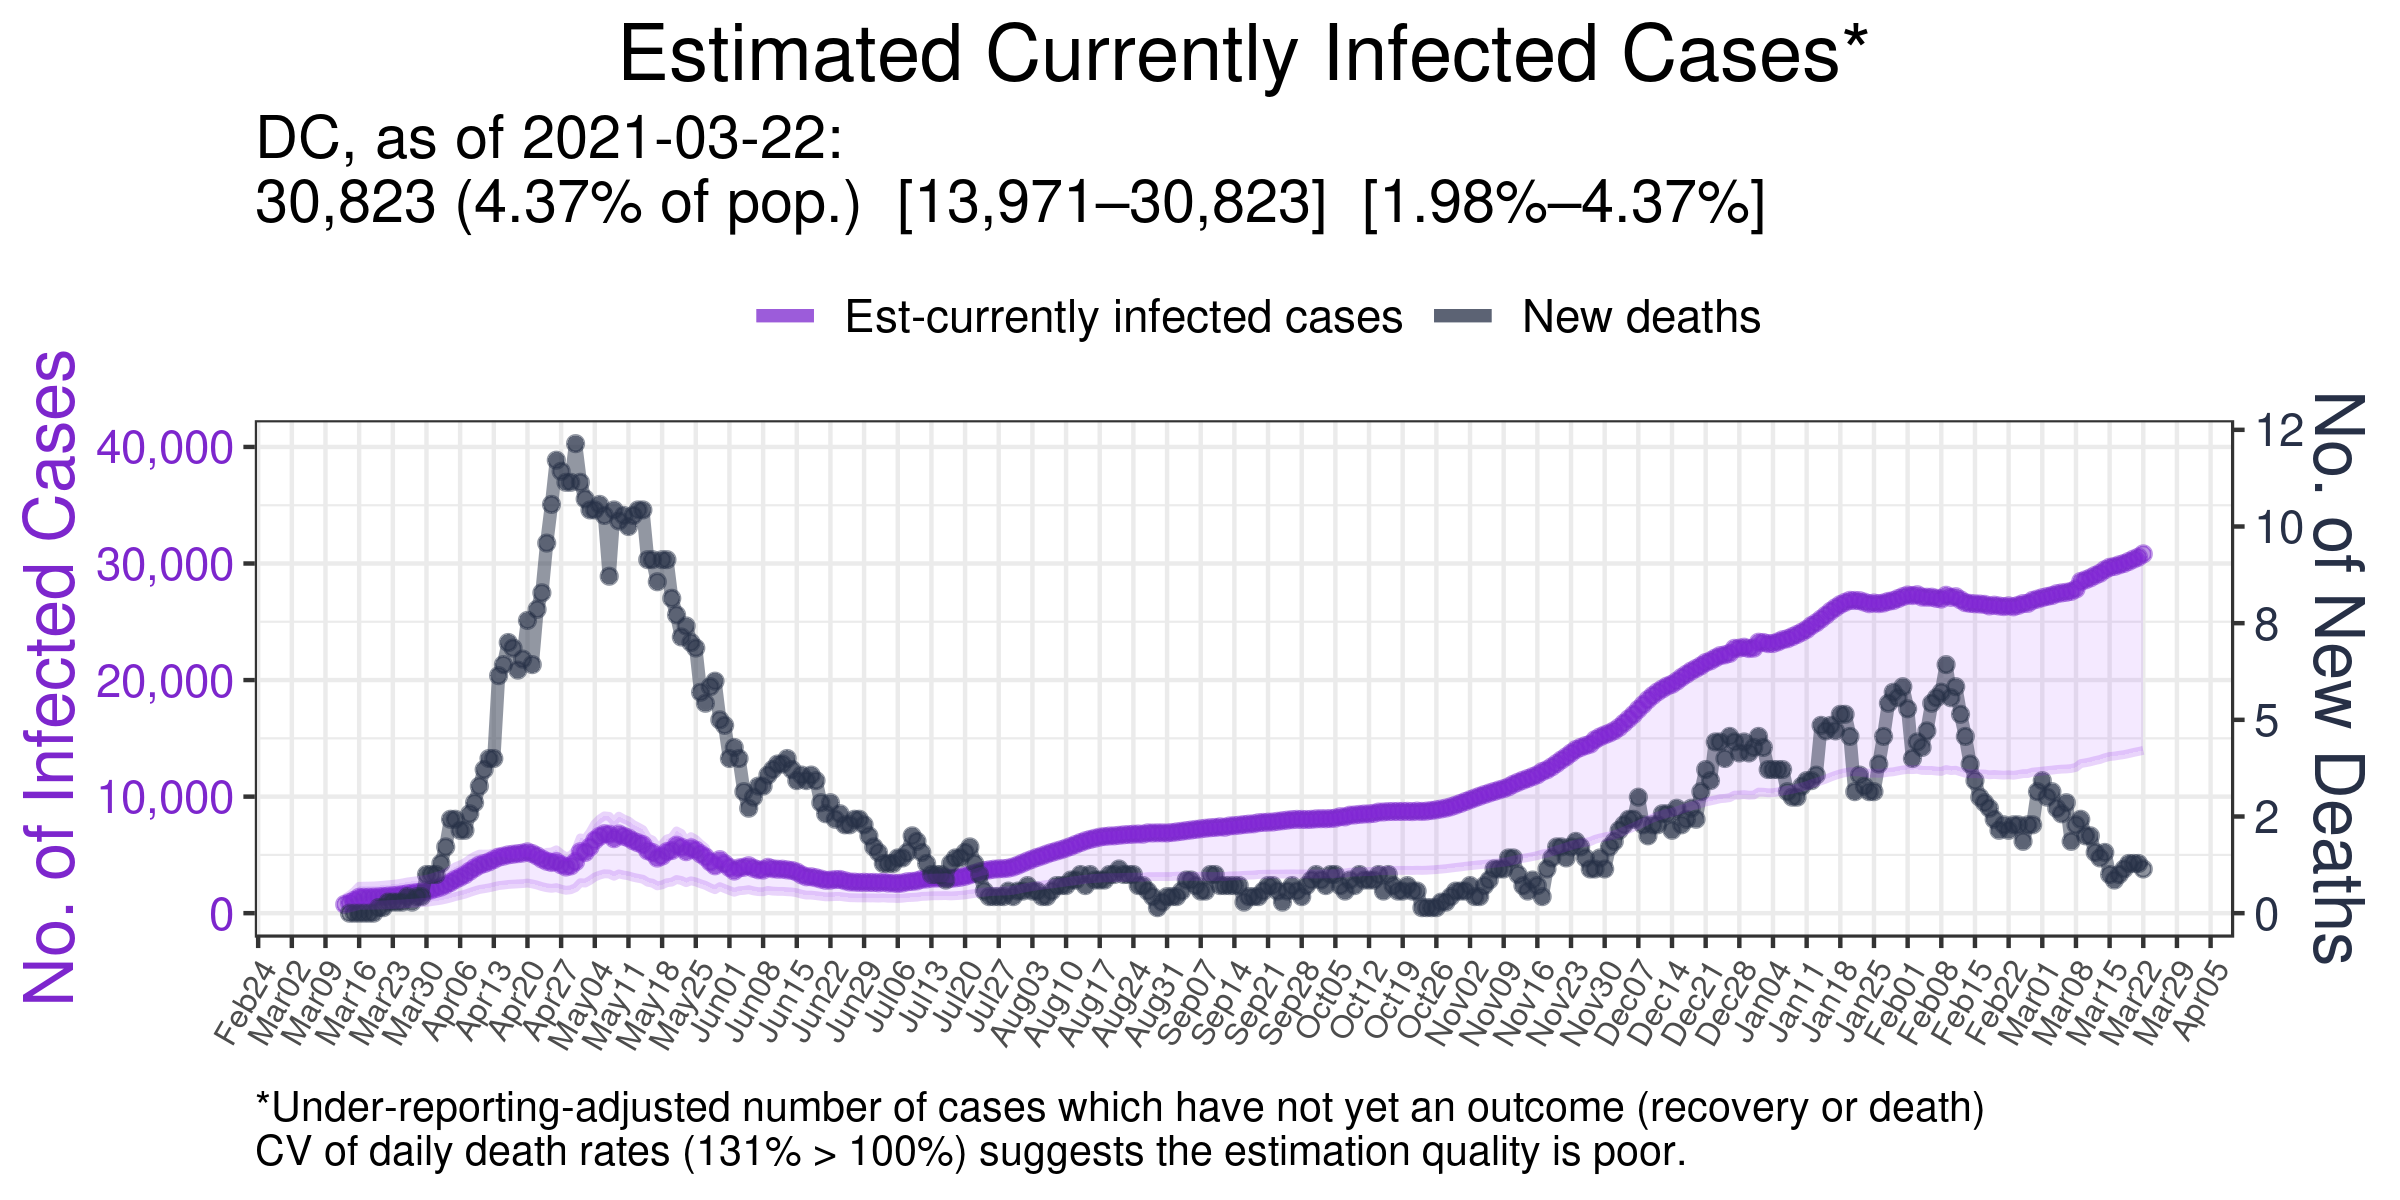 Estimated Currently Infected Cases*
DC, as of 2021-03-22:
30,823 (4.37% of pop.) [13,971–30,823] [1.98%–4.37%]
Est-currently infected cases New deaths
No. of Infected Cases
40,000
30,000
20,000
10,000
0
12
10
8
5
2
0
No. of New Deaths
Feb24 Mar02 Mar09 Mar16 Mar23 Mar30 Apr06 Apr13 Apr20 Apr27 May04 May11 May18 May25 Jun01 Jun08 Jun15 Jun22 Jun29 Jul06 Jul13 Jul20 Jul27 Aug03 Aug10 Aug17 Aug24 Aug31 Sep07 Sep14 Sep21 Sep28 Oct05 Oct12 Oct19 Oct26 Nov02 Nov09 Nov16 Nov23 Nov30 Dec07 Dec14 Dec21 Dec28 Jan04 Jan11 Jan18 Jan25 Feb01 Feb08 Feb15 Feb22 Mar01 Mar08 Mar15 Mar22 Mar29 Apr05
*Under-reporting-adjusted number of cases which have not yet an outcome (recovery or death)
CV of daily death rates (131% > 100%) suggests the estimation quality is poor.